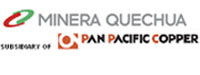 MINERA QUECHUA
SUBSIDIARY OF PAN PACIFIC COPPER